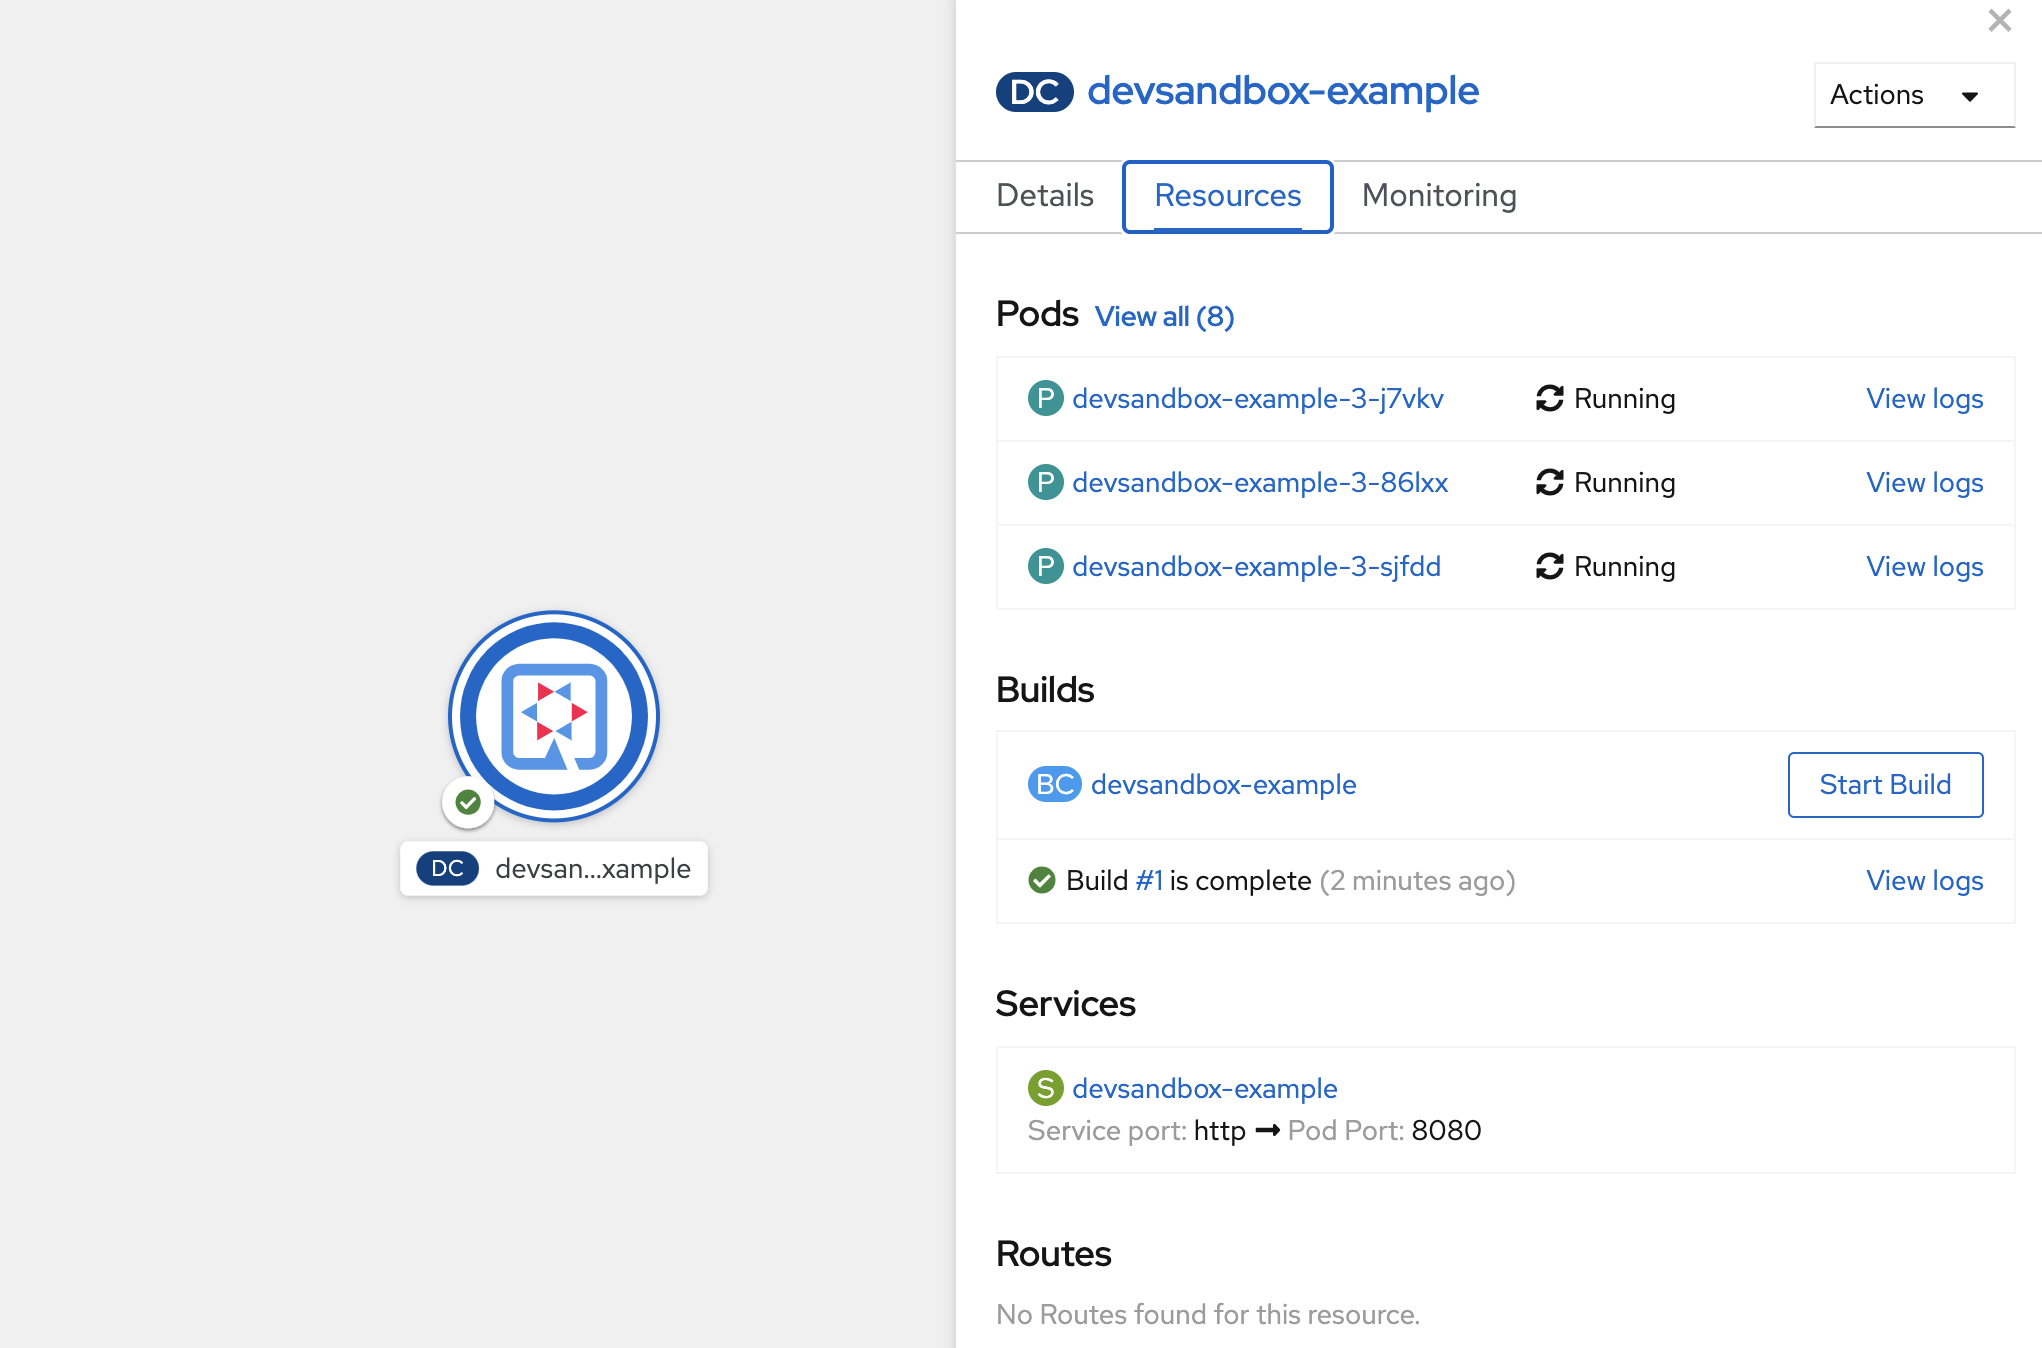 DC devsandbox-example
Actions
Details Resources Monitoring
Pods View all (8)
P devsandbox-example-3-j7vkv Running View logs
P devsandbox-example-3-86lxx Running View logs
P devsandbox-example-3-sjfdd Running View logs
Builds
BC devsandbox-example Start Build
Build #1 is complete (2 minutes ago) View logs
Services
S devsandbox-example
Service port: http → Pod Port: 8080
Routes
No Routes found for this resource.
DC devsan...xample